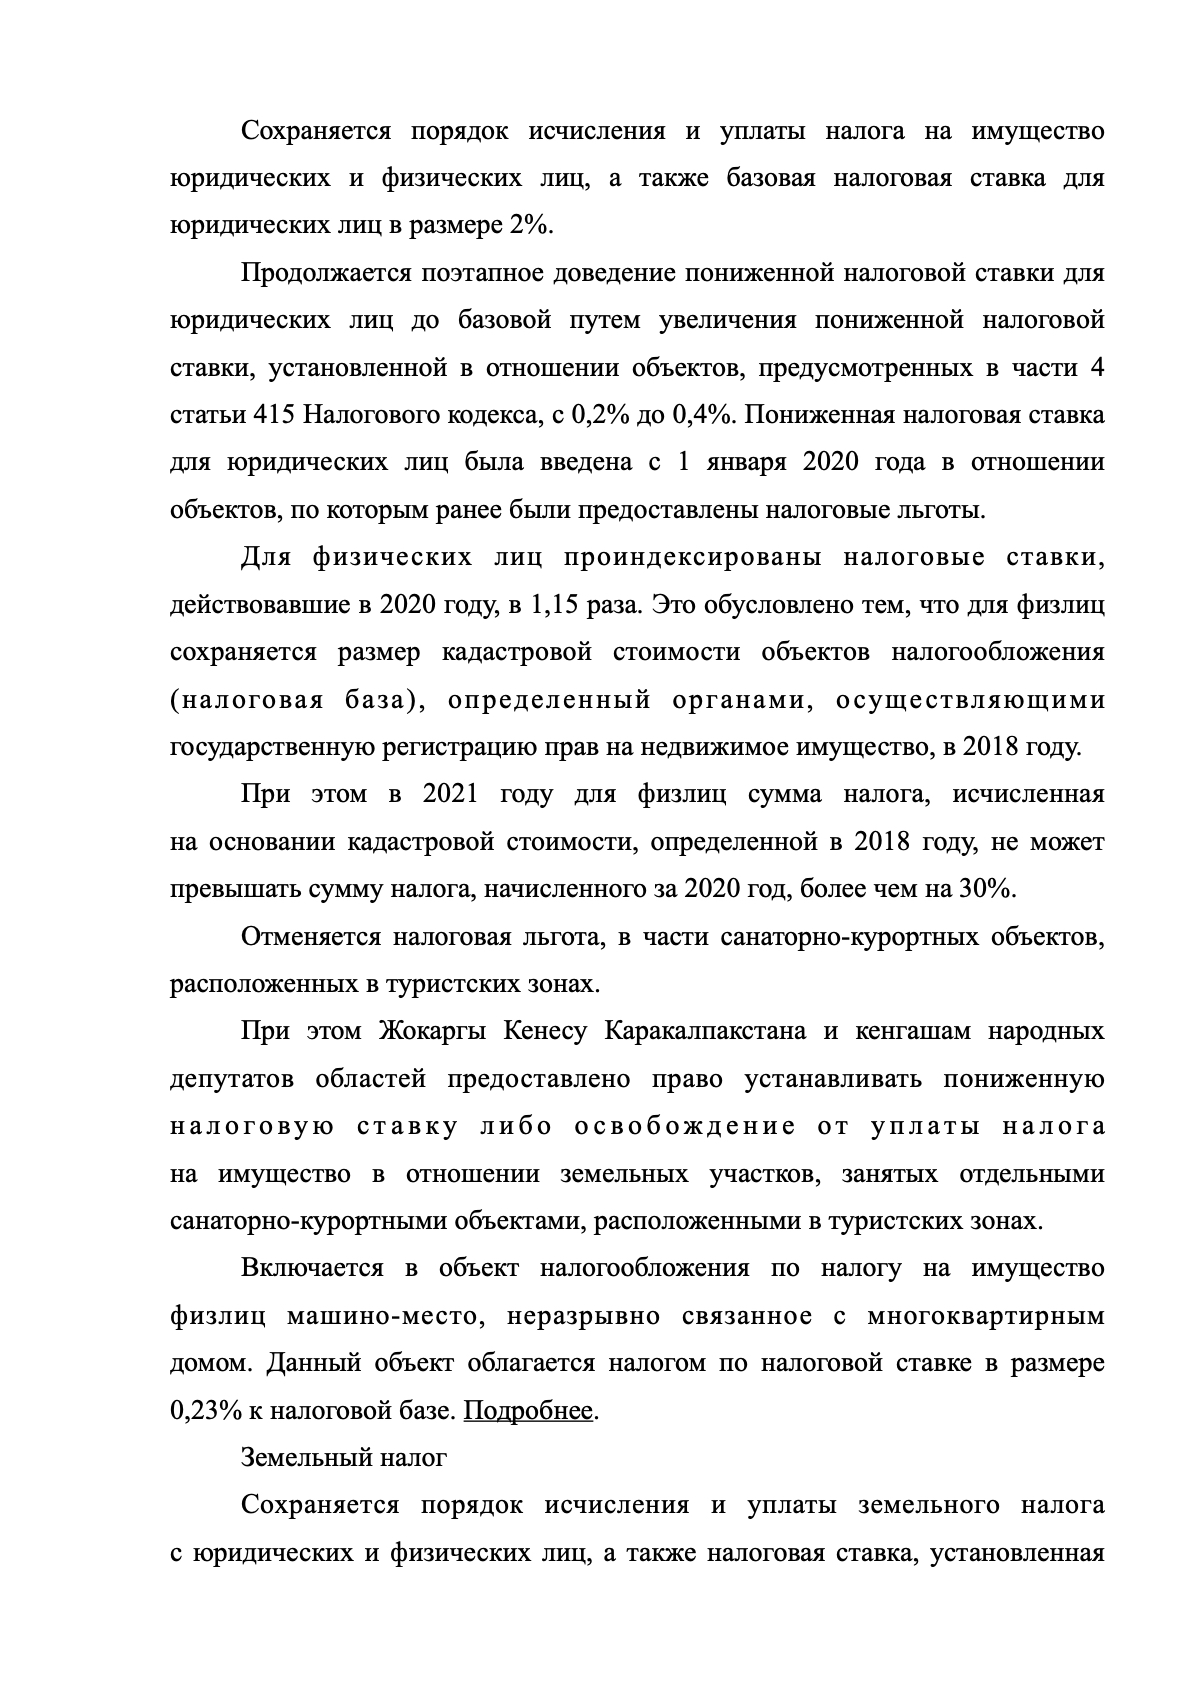 Сохраняется порядок исчисления и уплаты налога на имущество
юридических и физических лиц, а также базовая налоговая ставка для
юридических лиц в размере 2%.
Продолжается поэтапное доведение пониженной налоговой ставки для
юридических лиц до базовой путем увеличения пониженной налоговой
ставки, установленной в отношении объектов, предусмотренных в части 4
статьи 415 Налогового кодекса, с 0,2% до 0,4%. Пониженная налоговая ставка
для юридических лиц была введена с 1 января 2020 года в отношении
объектов, по которым ранее были предоставлены налоговые льготы.
Для физических лиц проиндексированы налоговые ставки,
действовавшие в 2020 году, в 1,15 раза. Это обусловлено тем, что для физлиц
сохраняется размер кадастровой стоимости объектов налогообложения
(налоговая база), определенный органами, осуществляющими
государственную регистрацию прав на недвижимое имущество, в 2018 году.
При этом в 2021 году для физлиц сумма налога, исчисленная
на основании кадастровой стоимости, определенной в 2018 году, не может
превышать сумму налога, начисленного за 2020 год, более чем на 30%.
Отменяется налоговая льгота, в части санаторно-курортных объектов,
расположенных в туристских зонах.
При этом Жокаргы Кенесу Каракалпакстана и кенгашам народных
депутатов областей предоставлено право устанавливать пониженную
налоговую ставку либо освобождение от уплаты налога
на имущество в отношении земельных участков, занятых отдельными
санаторно-курортными объектами, расположенными в туристских зонах.
Включается в объект налогообложения по налогу на имущество
физлиц машино-место, неразрывно связанное с многоквартирным
домом. Данный объект облагается налогом по налоговой ставке в размере
0,23% к налоговой базе. Подробнее.
Земельный налог
Сохраняется порядок исчисления и уплаты земельного налога
с юридических и физических лиц, а также налоговая ставка, установленная